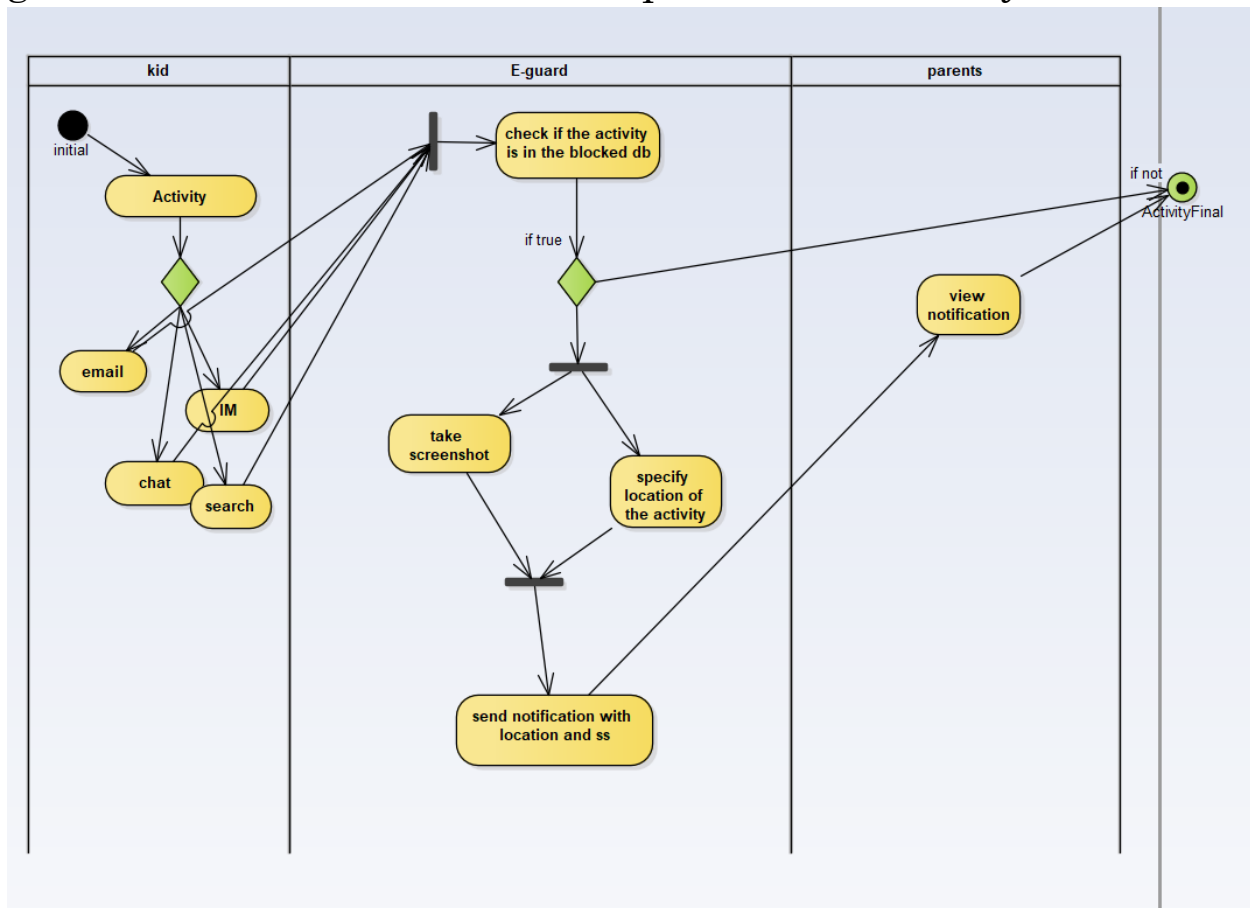 kid
E-guard
parents
initial
Activity
check if the activity
is in the blocked db
if not
ActivityFinal
if true
view
notification
email
IM
chat
search
take
screenshot
specify
location of
the activity
send notification with
location and ss